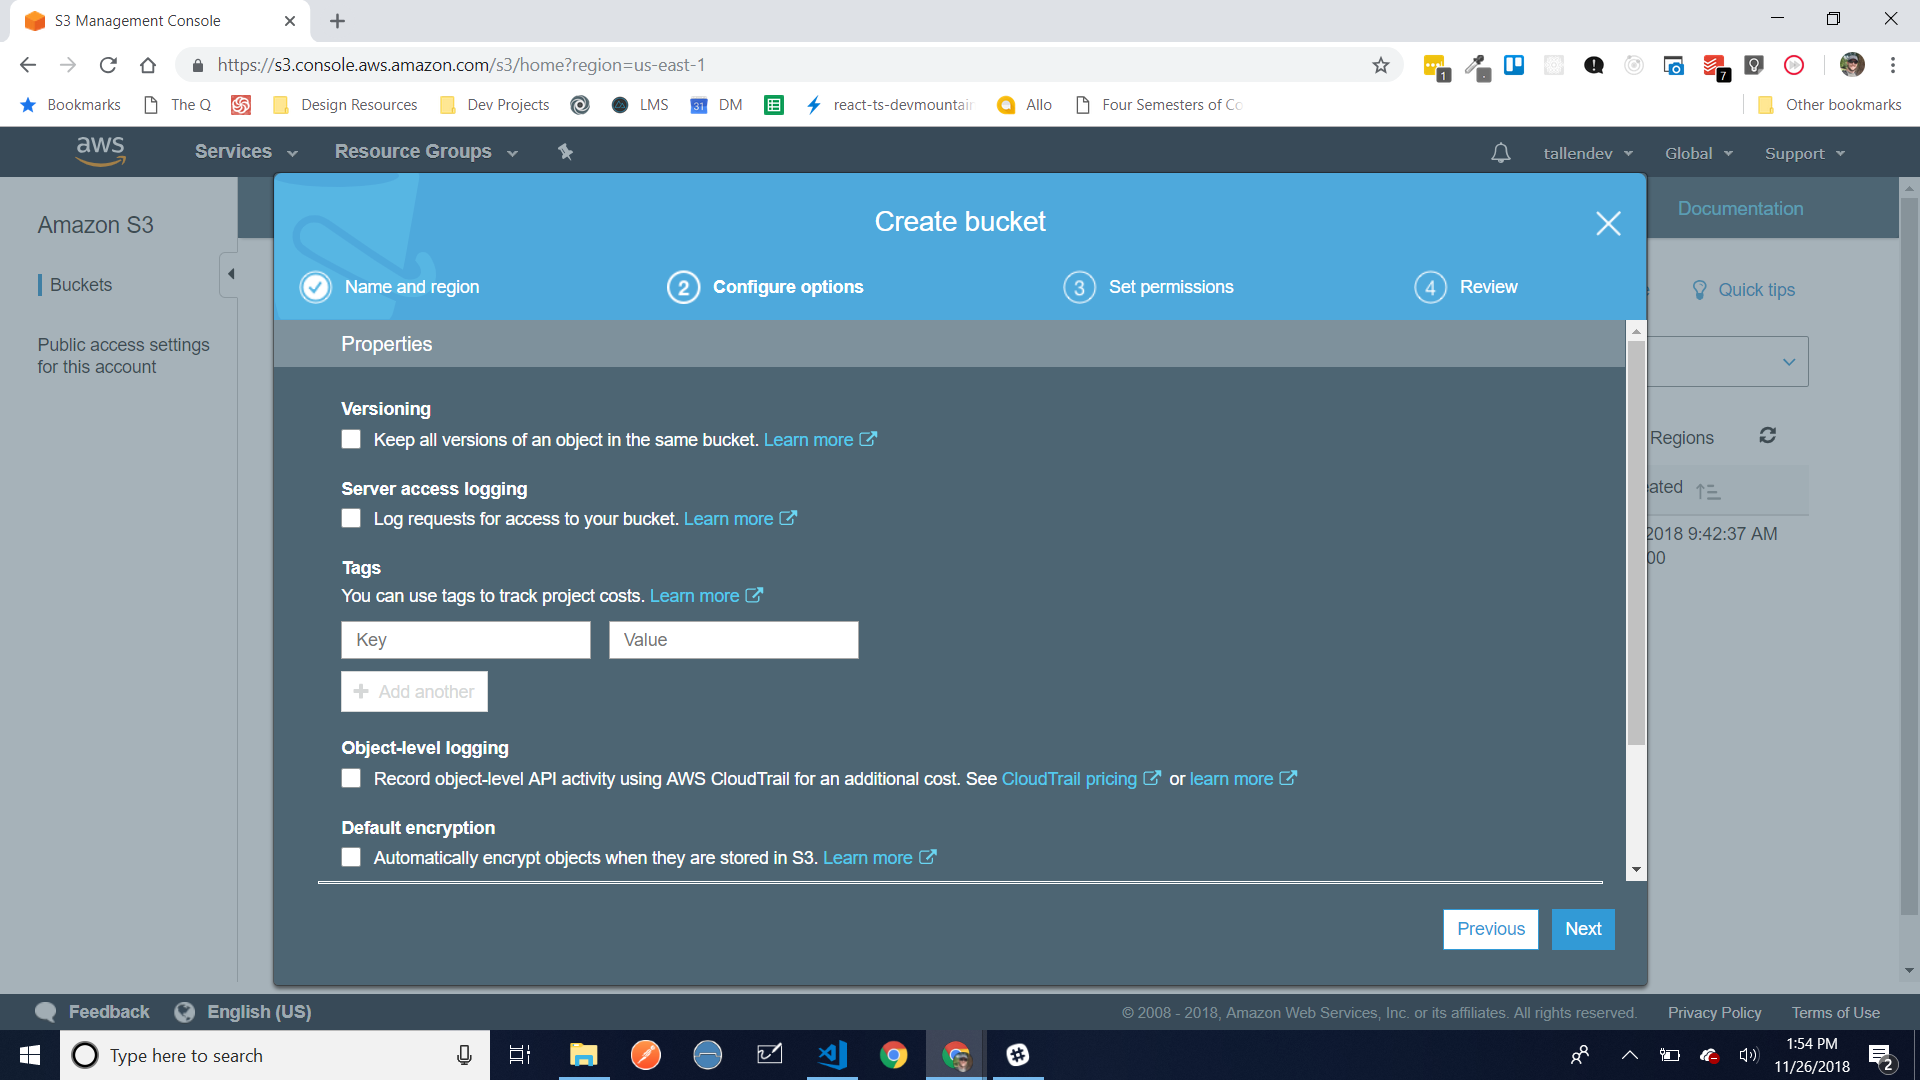 S3 Management Console
https://s3.console.aws.amazon.com/s3/home?region=us-east-1
1
7
Bookmarks
The Q
Design Resources
Dev Projects
LMS
31
DM
react-ts-devmountain
Allo
Four Semesters of Co
Other bookmarks
aws
Services
Resource Groups
tallendev
Global
Support
Amazon S3
Buckets
Public access settings
for this account
Create bucket
Documentation
Name and region
2 Configure options
3 Set permissions
4 Review
Quick tips
Properties
Versioning
Keep all versions of an object in the same bucket. Learn more
Regions
Server access logging
Log requests for access to your bucket. Learn more
eated
2018 9:42:37 AM
00
Tags
You can use tags to track project costs. Learn more
Key
Value
Add another
Object-level logging
Record object-level API activity using AWS CloudTrail for an additional cost. See CloudTrail pricing or learn more
Default encryption
Automatically encrypt objects when they are stored in S3. Learn more
Previous
Next
Feedback
English (US)
© 2008 - 2018, Amazon Web Services, Inc. or its affiliates. All rights reserved.
Privacy Policy
Terms of Use
Type here to search
1:54 PM
11/26/2018
2